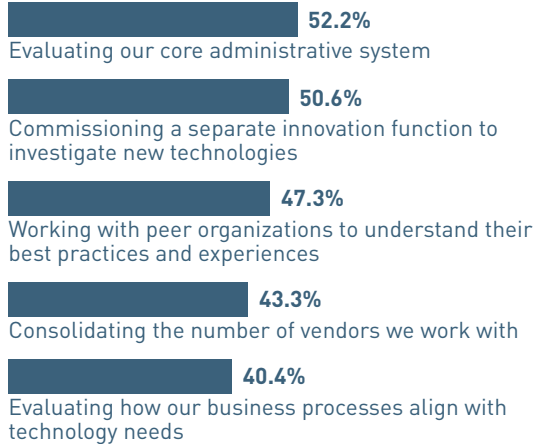 52.2%
Evaluating our core administrative system
50.6%
Commissioning a separate innovation function to
investigate new technologies
47.3%
Working with peer organizations to understand their
best practices and experiences
43.3%
Consolidating the number of vendors we work with
40.4%
Evaluating how our business processes align with
technology needs